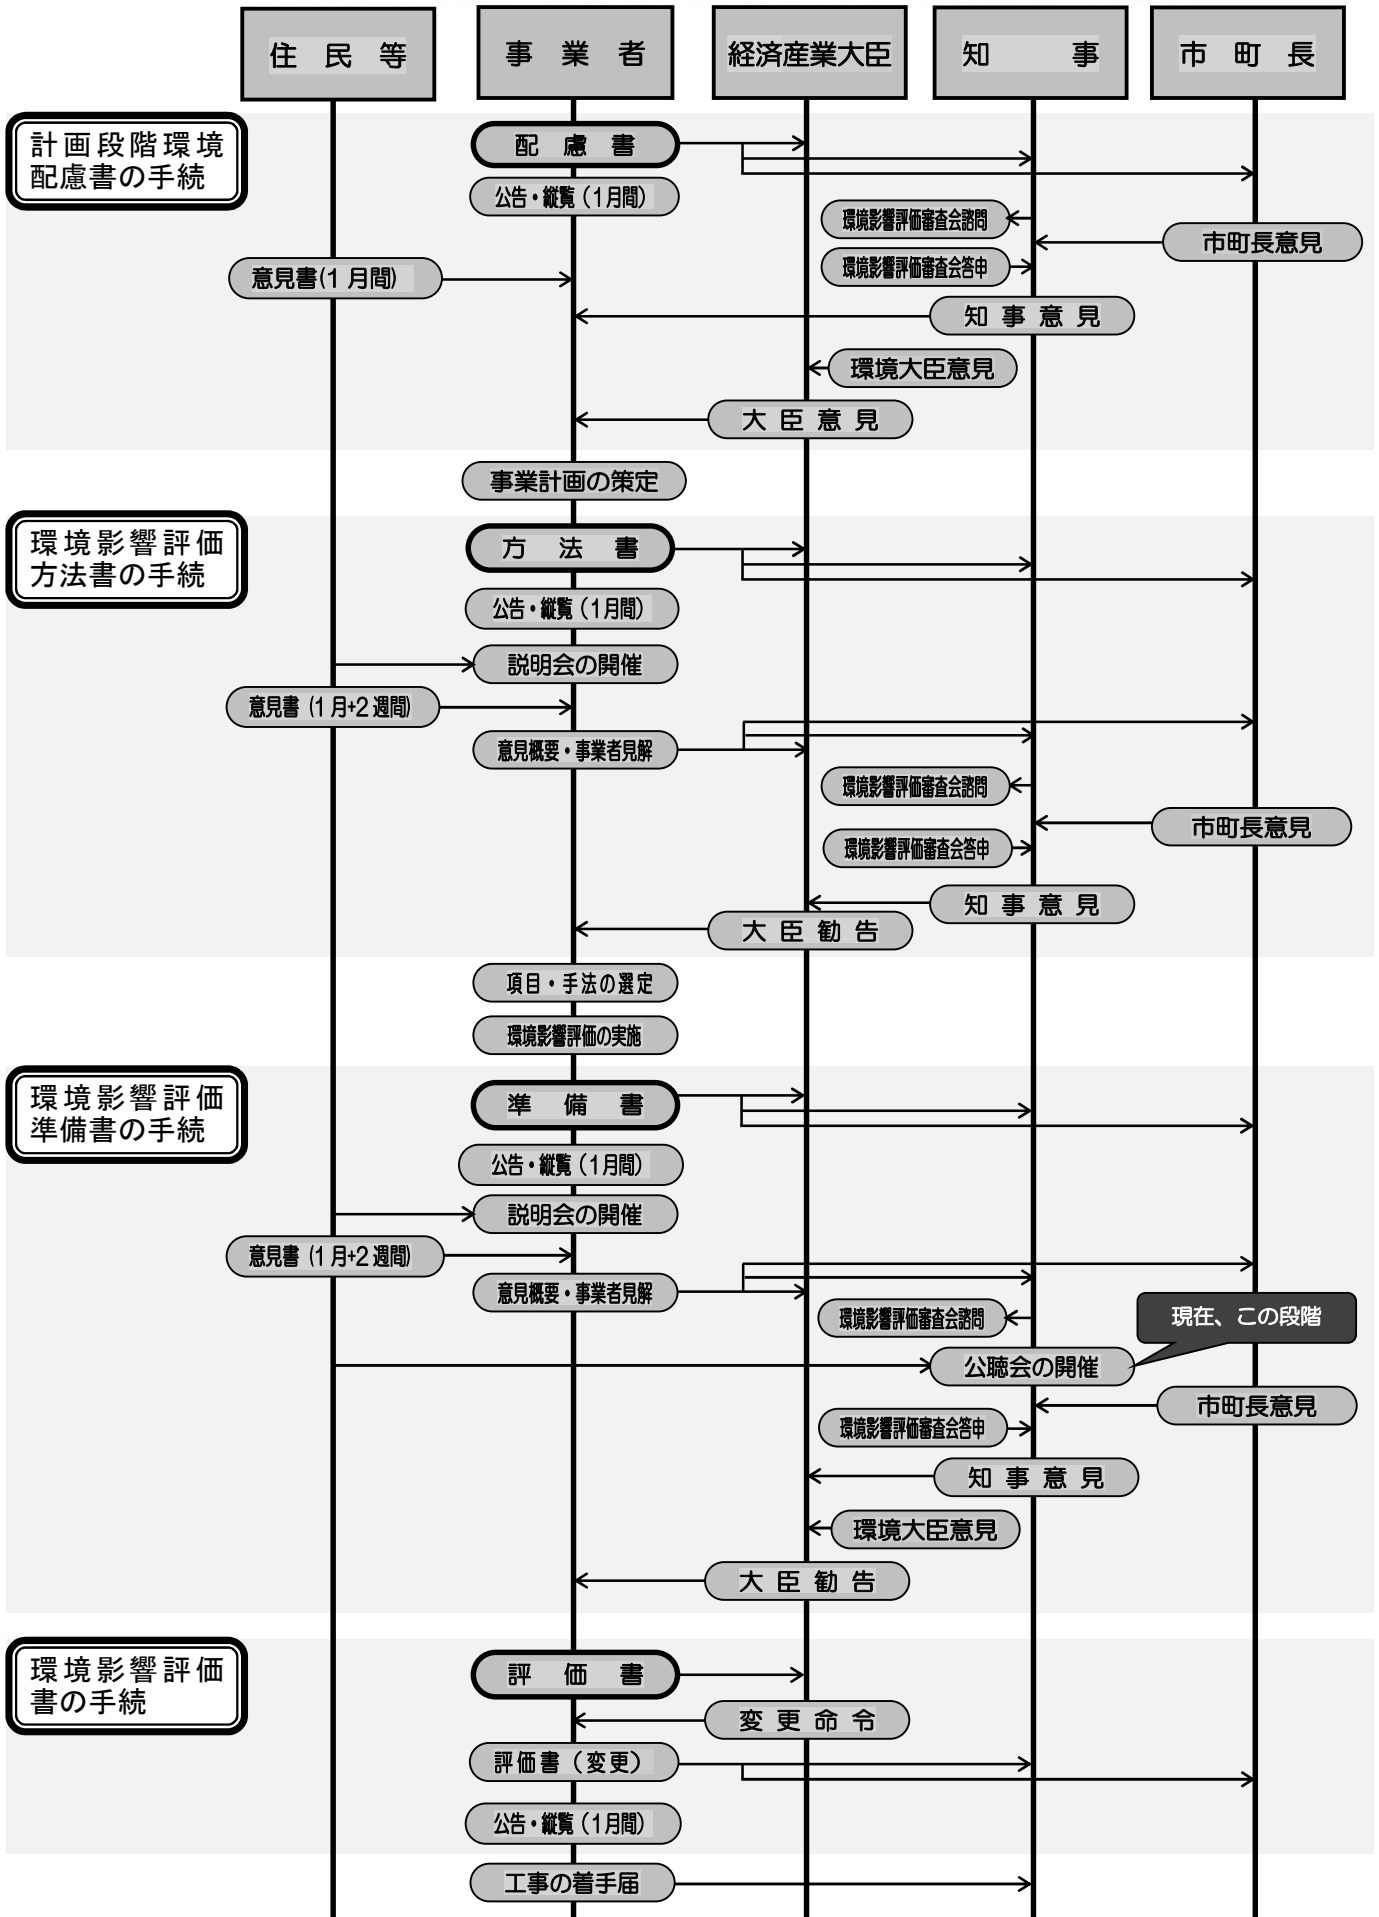 住民等
事業者
経済産業大臣
知事
市町長
計画段階環境
配慮書の手続
配慮書
公告・縦覧（１月間）
環境影響評価審査会諮問
市町長意見
環境影響評価審査会答申
意見書(１月間)
知事意見
環境大臣意見
大臣意見
事業計画の策定
環境影響評価
方法書の手続
方法書
公告・縦覧（１月間）
説明会の開催
意見書（１月+２週間）
意見概要・事業者見解
環境影響評価審査会諮問
市町長意見
環境影響評価審査会答申
知事意見
大臣勧告
項目・手法の選定
環境影響評価の実施
環境影響評価
準備書の手続
準備書
公告・縦覧（１月間）
説明会の開催
意見書（１月+２週間）
意見概要・事業者見解
環境影響評価審査会諮問
現在、この段階
公聴会の開催
市町長意見
環境影響評価審査会答申
知事意見
環境大臣意見
大臣勧告
環境影響評価
書の手続
評価書
変更命令
評価書（変更）
公告・縦覧（１月間）
工事の着手届